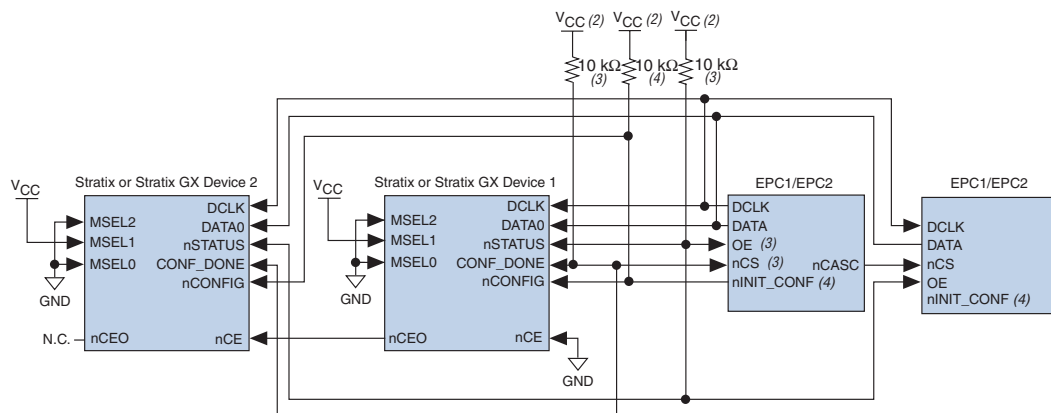 VCC (2) VCC (2) VCC (2)
10 kΩ 10 kΩ 10 kΩ
(3) (4) (3)
VCC
Stratix or Stratix GX Device 2
MSEL2
MSEL1
MSEL0
GND
DCLK
DATA0
nSTATUS
CONF_DONE
nCONFIG
N.C.
nCEO
nCE
VCC
Stratix or Stratix GX Device 1
MSEL2
MSEL1
MSEL0
GND
DCLK
DATA0
nSTATUS
CONF_DONE
nCONFIG
nCEO
nCE
GND
EPC1/EPC2
DCLK
DATA
OE (3)
nCS (3)
nCASC
nINIT_CONF (4)
EPC1/EPC2
DCLK
DATA
nCS
OE
nINIT_CONF (4)